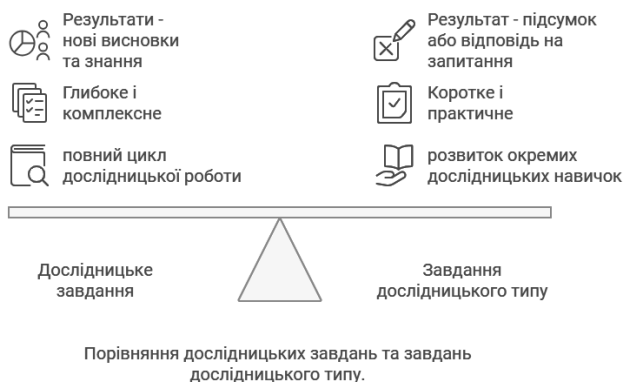 Результати -
нові висновки
та знання
Глибоке і
комплексне
повний цикл
дослідницької роботи
Результат - підсумок
або відповідь на
запитання
Коротке і
практичне
розвиток окремих
дослідницьких навичок
Дослідницьке
завдання
Завдання
дослідницького типу
Порівняння дослідницьких завдань та завдань
дослідницького типу.